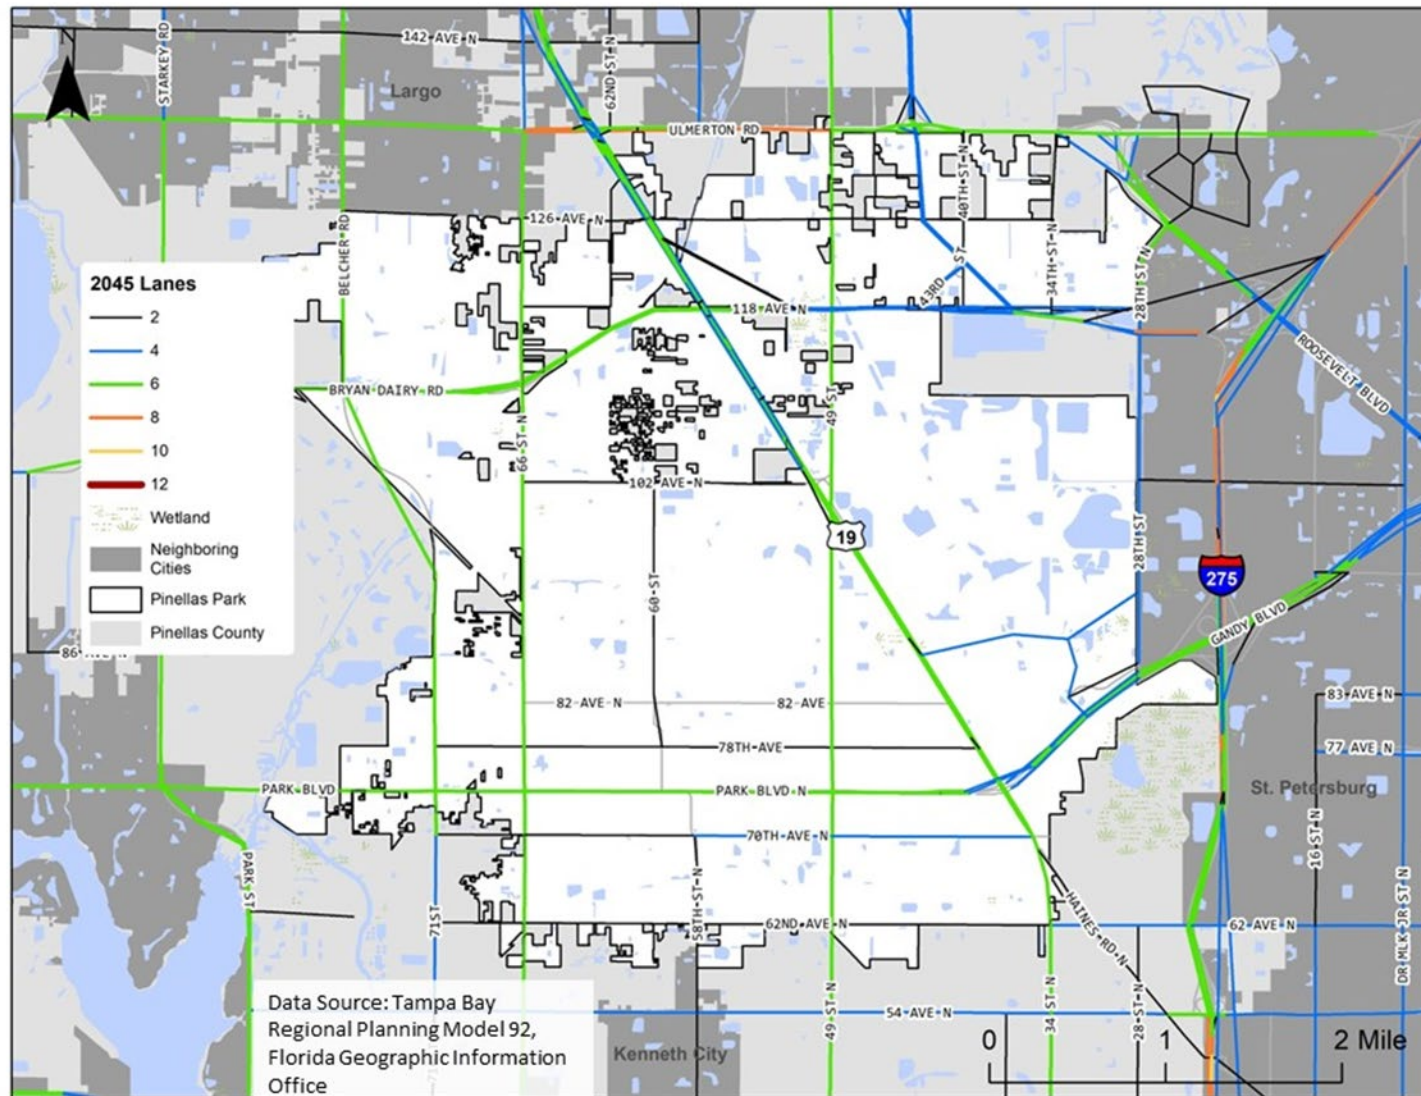 142 AVE N
STARKEY RD
62ND ST N
Largo
ULMERTON RD
40TH ST N
126 AVE N
BELCHER RD
34TH ST N
28TH ST N
43RD ST
118 AVE N
ROOSEVELT BLVD
2045 Lanes
2
4
6
8
10
12
Wetland
Neighboring
Cities
Pinellas Park
Pinellas County
BRYAN DAIRY RD
66 ST N
49 ST
102 AVE N
19
28TH ST
275
60 ST
GANDY BLVD
82 AVE N
82 AVE
83 AVE N
78TH AVE
77 AVE N
PARK BLVD
PARK BLVD N
St. Petersburg
70TH AVE N
16 ST N
PARK ST
71ST
58TH ST N
62ND AVE N
HAINES RD N
62 AVE N
DR MLK JR ST N
49 ST N
34 ST N
28 ST N
54 AVE N
Kenneth City
Data Source: Tampa Bay
Regional Planning Model 92,
Florida Geographic Information
Office
0 1 2 Mile